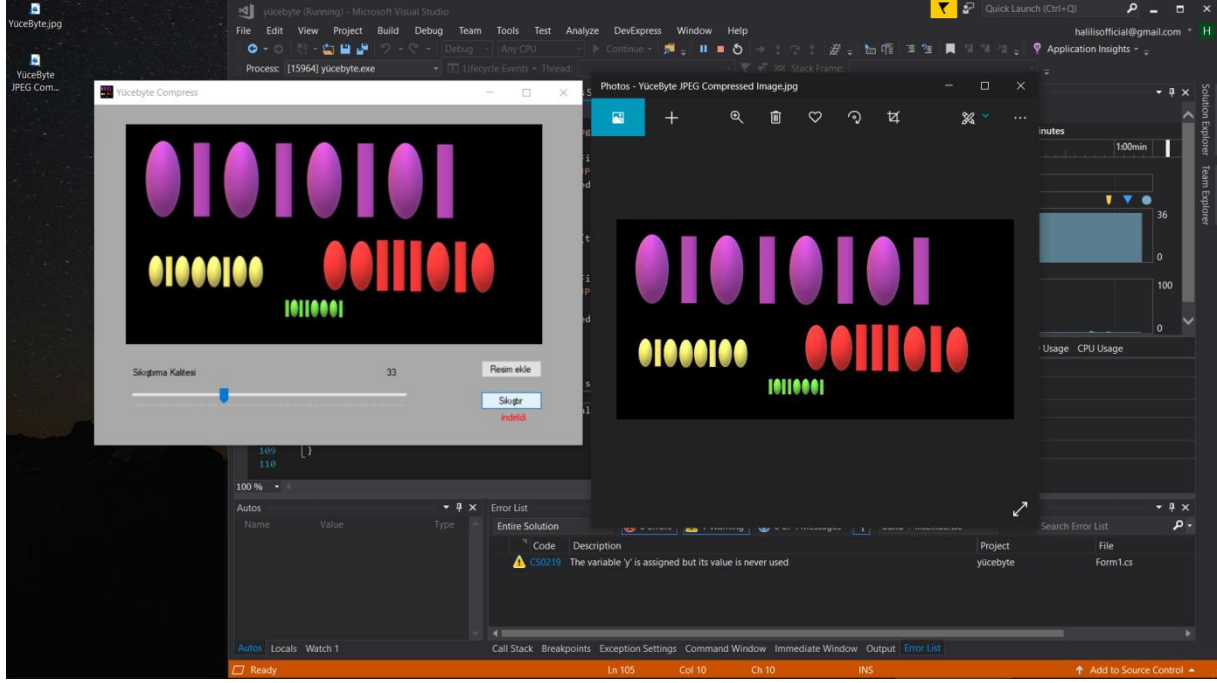 YüceByte.jpg
YüceByte
JPEG Com...
yücebyte (Running) - Microsoft Visual Studio
Quick Launch (Ctrl+Q)
File Edit View Project Build Debug Team Tools Test Analyze DevExpress Window Help
halilisofficial@gmail.com H
Debug Any CPU Continue Application Insights
Process: [15964] yücebyte.exe Lifecycle Events Thread: Stack Frame:
Yücebyte Compress
Photos - YüceByte JPEG Compressed Image.jpg
Solution Explorer
Team Explorer
1:00min
36
0
100
0
Usage CPU Usage
Sıkıştırma Kalitesi 33
Resim ekle
Sıkıştır
İndirildi
109 }
110
100 %
Autos
Name Value Type
Error List
Entire Solution
Search Error List
Code Description Project File
CS0219 The variable 'y' is assigned but its value is never used yücebyte Form1.cs
Autos Locals Watch 1
Call Stack Breakpoints Exception Settings Command Window Immediate Window Output Error List
Ready Ln 105 Col 10 Ch 10 INS Add to Source Control